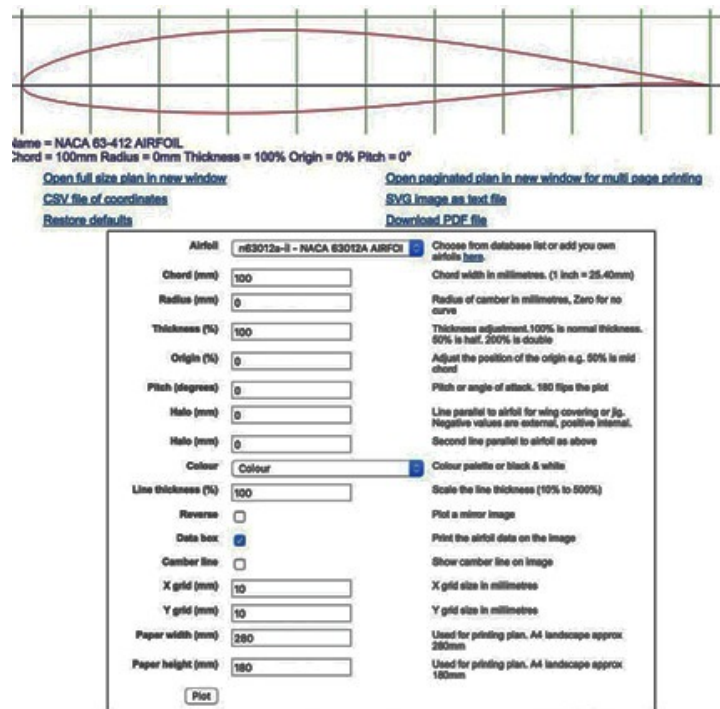 Name = NACA 63-412 AIRFOIL
Chord = 100mm Radius = 0mm Thickness = 100% Origin = 0% Pitch = 0°
Open full size plan in new window
Open paginated plan in new window for multi page printing
CSV file of coordinates
SVG image as text file
Restore defaults
Download PDF file
Airfoil n63012a-il - NACA 63012A AIRFOI Choose from database list or add you own
airfoils here.
Chord (mm) 100 Chord width in millimetres. (1 inch = 25.40mm)
Radius (mm) 0 Radius of camber in millimetres, Zero for no
curve
Thickness (%) 100 Thickness adjustment.100% is normal thickness.
50% is half. 200% is double
Origin (%) 0 Adjust the position of the origin e.g. 50% is mid
chord
Pitch (degrees) 0 Pitch or angle of attack. 180 flips the plot
Halo (mm) 0 Line parallel to airfoil for wing covering or jig.
Negative values are external, positive internal.
Halo (mm) 0 Second line parallel to airfoil as above
Colour Colour Colour palette or black & white
Line thickness (%) 100 Scale the line thickness (10% to 500%)
Reverse Plot a mirror image
Data box Print the airfoil data on the image
Camber line Show camber line on image
X grid (mm) 10 X grid size in millimetres
Y grid (mm) 10 Y grid size in millimetres
Paper width (mm) 280 Used for printing plan. A4 landscape approx
280mm
Paper height (mm) 180 Used for printing plan. A4 landscape approx
180mm
Plot